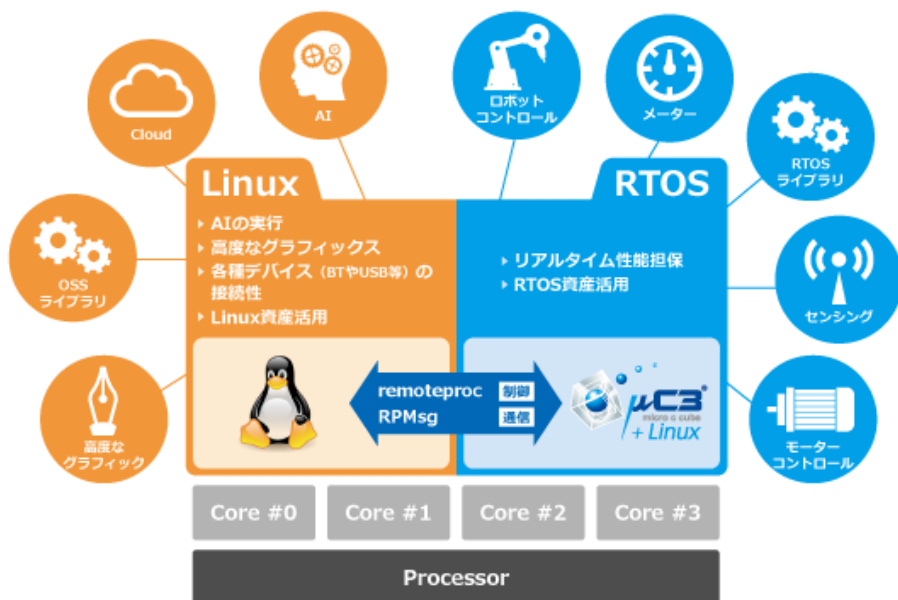 Cloud
AI
ロボット
コントロール
メーター
RTOS
ライブラリ
OSS
ライブラリ
センシング
高度な
グラフィック
モーター
コントロール
Linux
▸ AIの実行
▸ 高度なグラフィックス
▸ 各種デバイス（BTやUSB等）の
接続性
▸ Linux資産活用
RTOS
▸ リアルタイム性能担保
▸ RTOS資産活用
remoteproc 制御
RPMsg 通信
μC3®
micro c cube
+ Linux
Core #0
Core #1
Core #2
Core #3
Processor